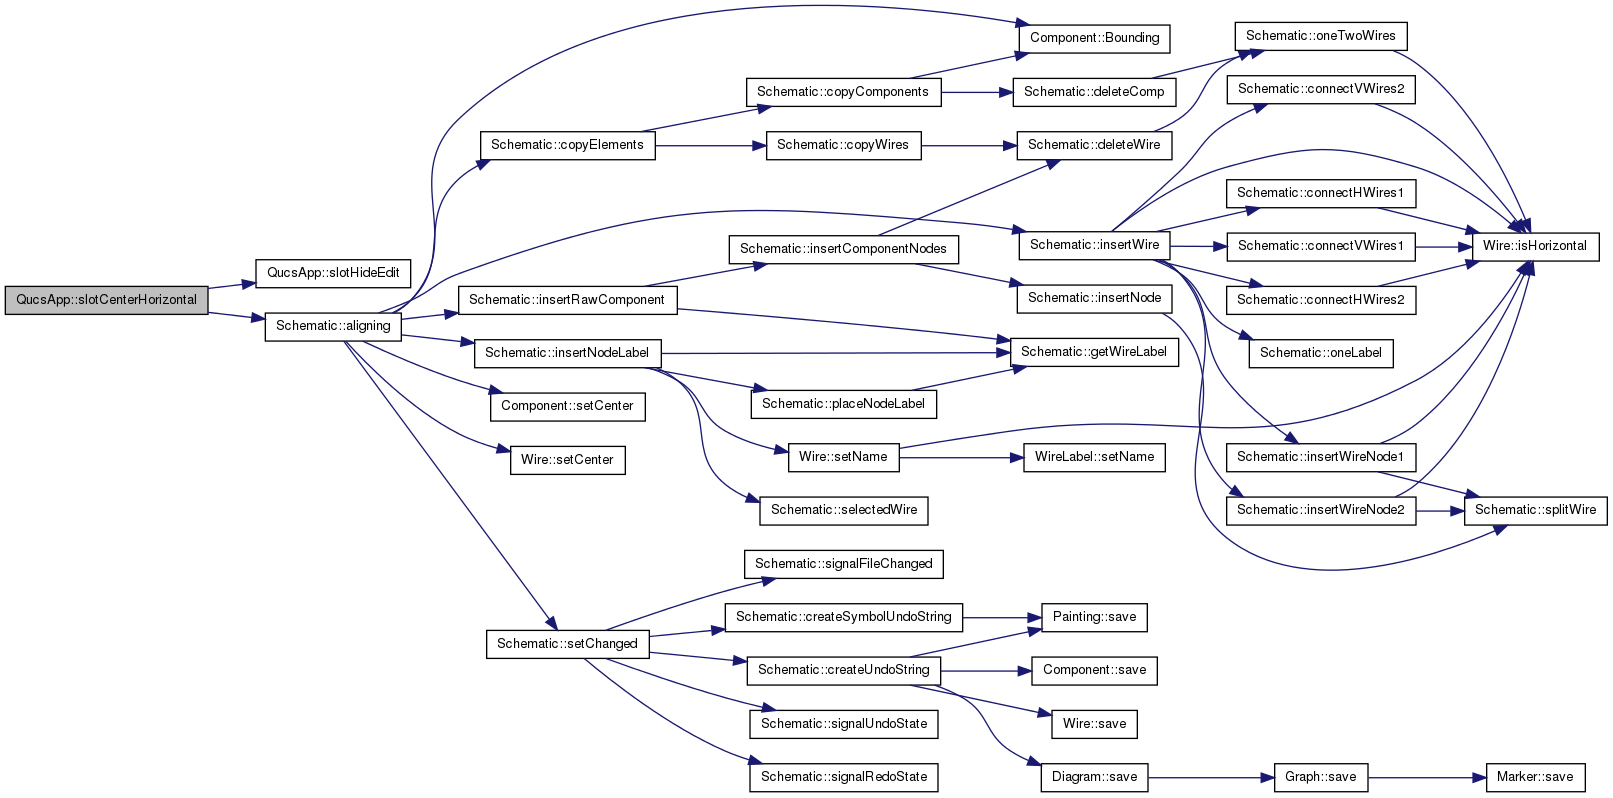 QucsApp::slotCenterHorizontal
QucsApp::slotHideEdit
Schematic::aligning
Schematic::copyElements
Schematic::insertRawComponent
Schematic::insertNodeLabel
Component::setCenter
Wire::setCenter
Schematic::setChanged
Schematic::copyComponents
Schematic::copyWires
Schematic::insertComponentNodes
Schematic::placeNodeLabel
Wire::setName
Schematic::selectedWire
Schematic::signalFileChanged
Schematic::createSymbolUndoString
Schematic::createUndoString
Schematic::signalUndoState
Schematic::signalRedoState
Component::Bounding
Schematic::deleteComp
Schematic::deleteWire
Schematic::insertWire
Schematic::insertNode
Schematic::getWireLabel
WireLabel::setName
Painting::save
Component::save
Wire::save
Diagram::save
Schematic::oneTwoWires
Schematic::connectVWires2
Schematic::connectHWires1
Schematic::connectVWires1
Schematic::connectHWires2
Schematic::oneLabel
Schematic::insertWireNode1
Schematic::insertWireNode2
Graph::save
Wire::isHorizontal
Schematic::splitWire
Marker::save